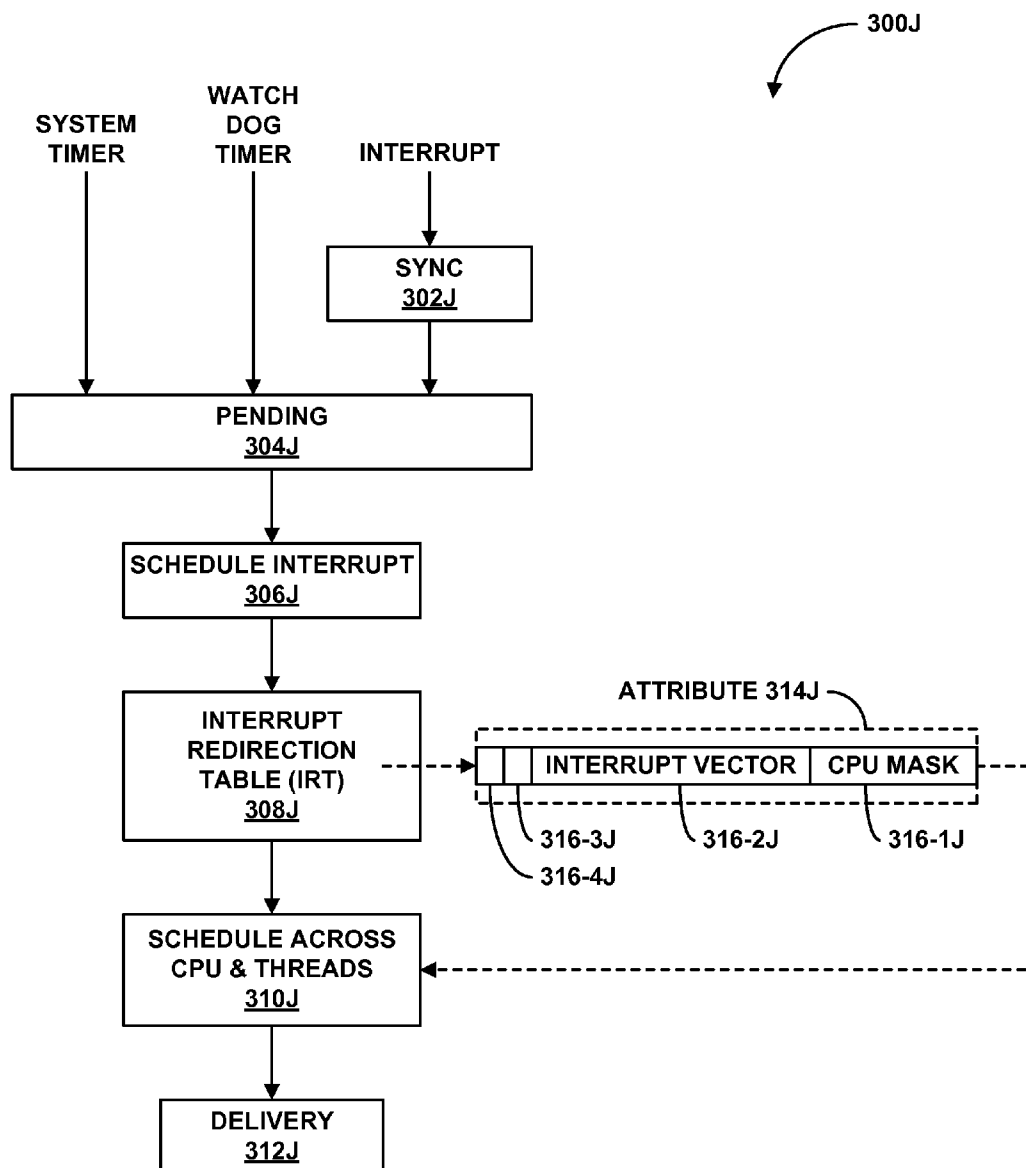 300J
SYSTEM
TIMER
WATCH
DOG
TIMER
INTERRUPT
SYNC
302J
PENDING
304J
SCHEDULE INTERRUPT
306J
INTERRUPT
REDIRECTION
TABLE (IRT)
308J
ATTRIBUTE 314J
INTERRUPT VECTOR
CPU MASK
316-3J
316-2J
316-1J
316-4J
SCHEDULE ACROSS
CPU & THREADS
310J
DELIVERY
312J